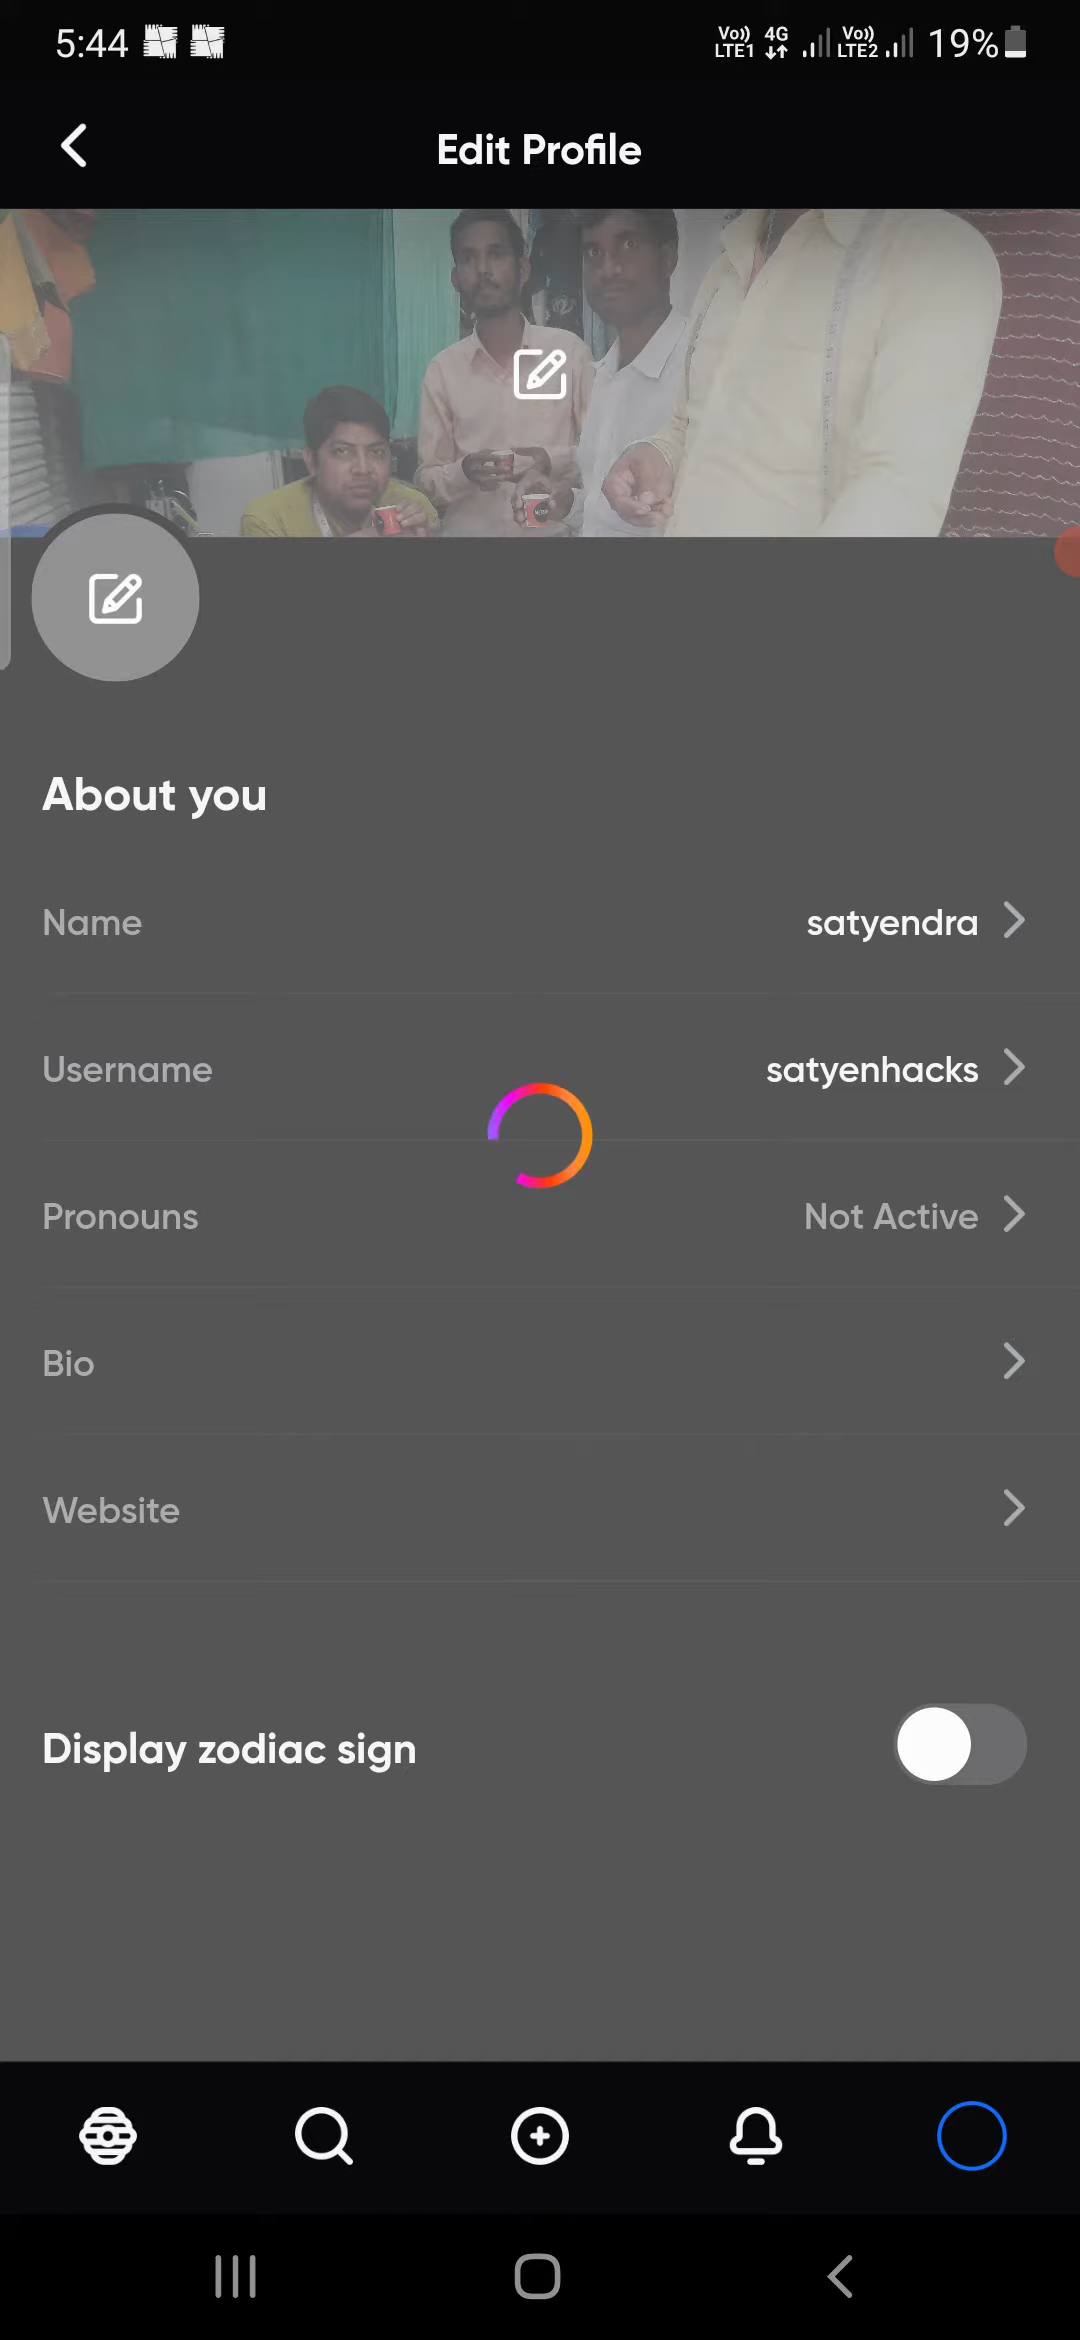 5:44 Vo)) LTE1 4G Vo)) LTE2 19%
Edit Profile
About you
Name satyendra
Username satyenhacks
Pronouns Not Active
Bio
Website
Display zodiac sign